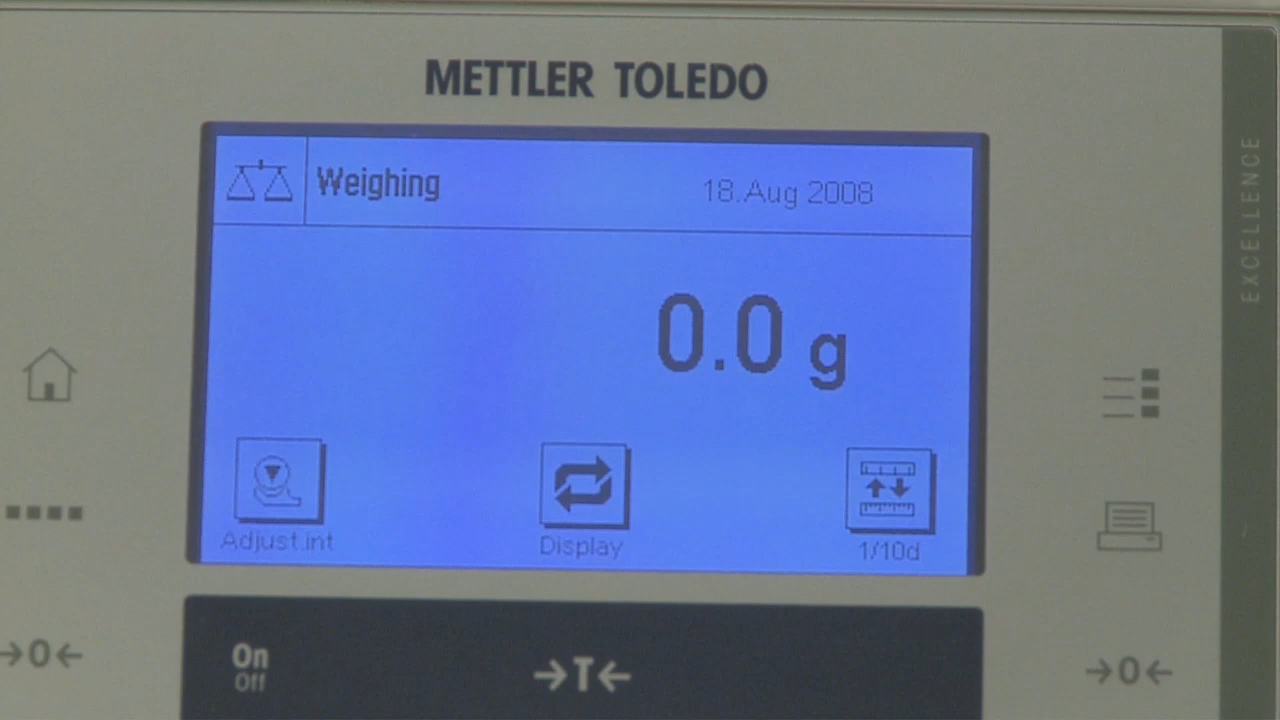 METTLER TOLEDO
Weighing
18.Aug 2008
EXCELLENCE
0.0 g
Adjust.int
Display
1/10d
→0←
On
Off
→T←
→0←